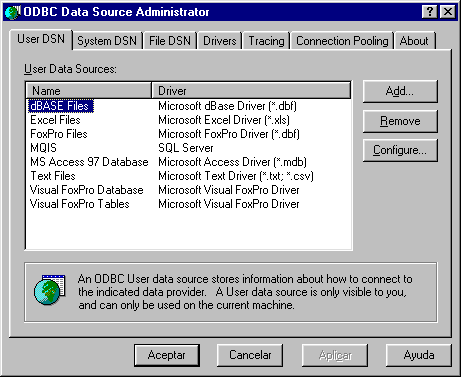 ODBC Data Source Administrator
User DSN System DSN File DSN Drivers Tracing Connection Pooling About
User Data Sources:
Name Driver
dBASE Files Microsoft dBase Driver (*.dbf)
Excel Files Microsoft Excel Driver (*.xls)
FoxPro Files Microsoft FoxPro Driver (*.dbf)
MQIS SQL Server
MS Access 97 Database Microsoft Access Driver (*.mdb)
Text Files Microsoft Text Driver (*.txt; *.csv)
Visual FoxPro Database Microsoft Visual FoxPro Driver
Visual FoxPro Tables Microsoft Visual FoxPro Driver
Add...
Remove
Configure...
An ODBC User data source stores information about how to connect to
the indicated data provider. A User data source is only visible to you,
and can only be used on the current machine.
Aceptar Cancelar Aplicar Ayuda